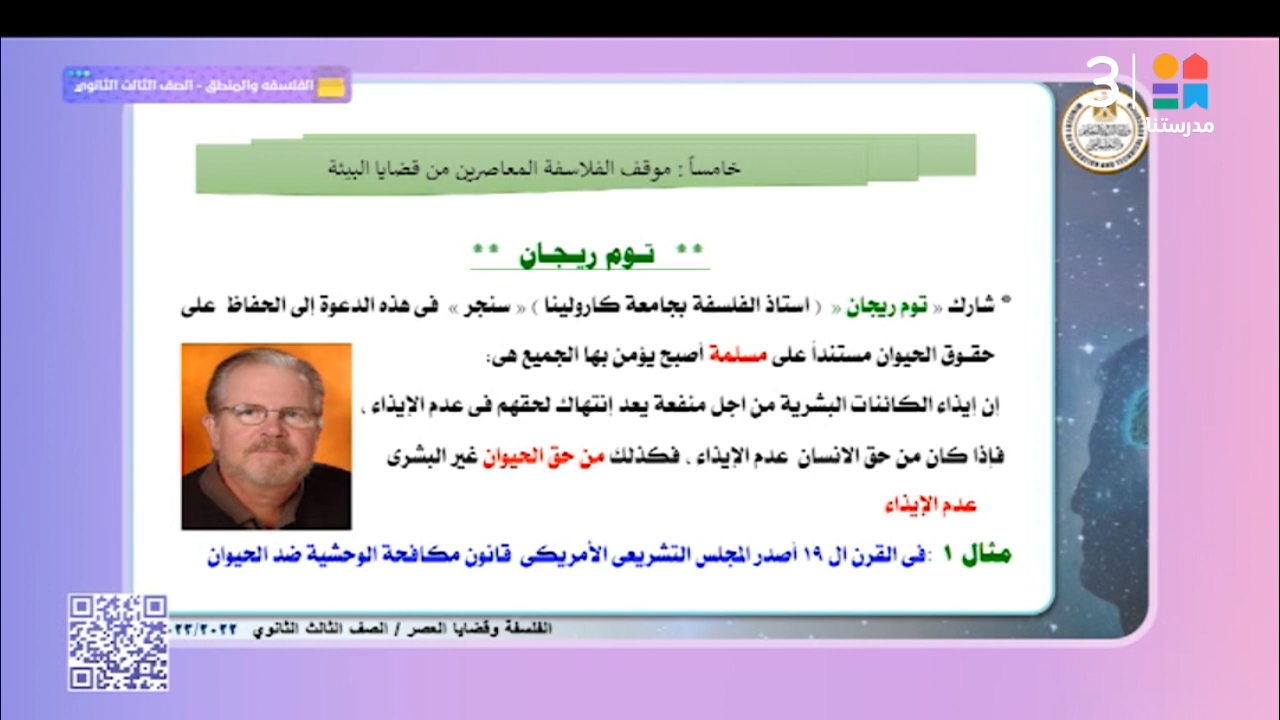 الفلسفه والمنطق - الصف الثالث الثانوي
3
مدرستنا
خامساً : موقف الفلاسفة المعاصرين من قضايا البيئة
** توم ريجان **
* شارك « توم ريجان » ( استاذ الفلسفة بجامعة كارولينا ) « سنجر » فى هذه الدعوة إلى الحفاظ على
حقوق الحيوان مستنداً على مسلمة أصبح يؤمن بها الجميع هى:
إن إيذاء الكائنات البشرية من اجل منفعة يعد إنتهاك لحقهم فى عدم الإيذاء ،
فإذا كان من حق الانسان عدم الإيذاء ، فكذلك من حق الحيوان غير البشرى
عدم الإيذاء
مثال ١ :فى القرن ال ١٩ أصدر المجلس التشريعى الأمريكى قانون مكافحة الوحشية ضد الحيوان
الفلسفة وقضايا العصر / الصف الثالث الثانوي ٢٠٢٣/٢٠٢٢